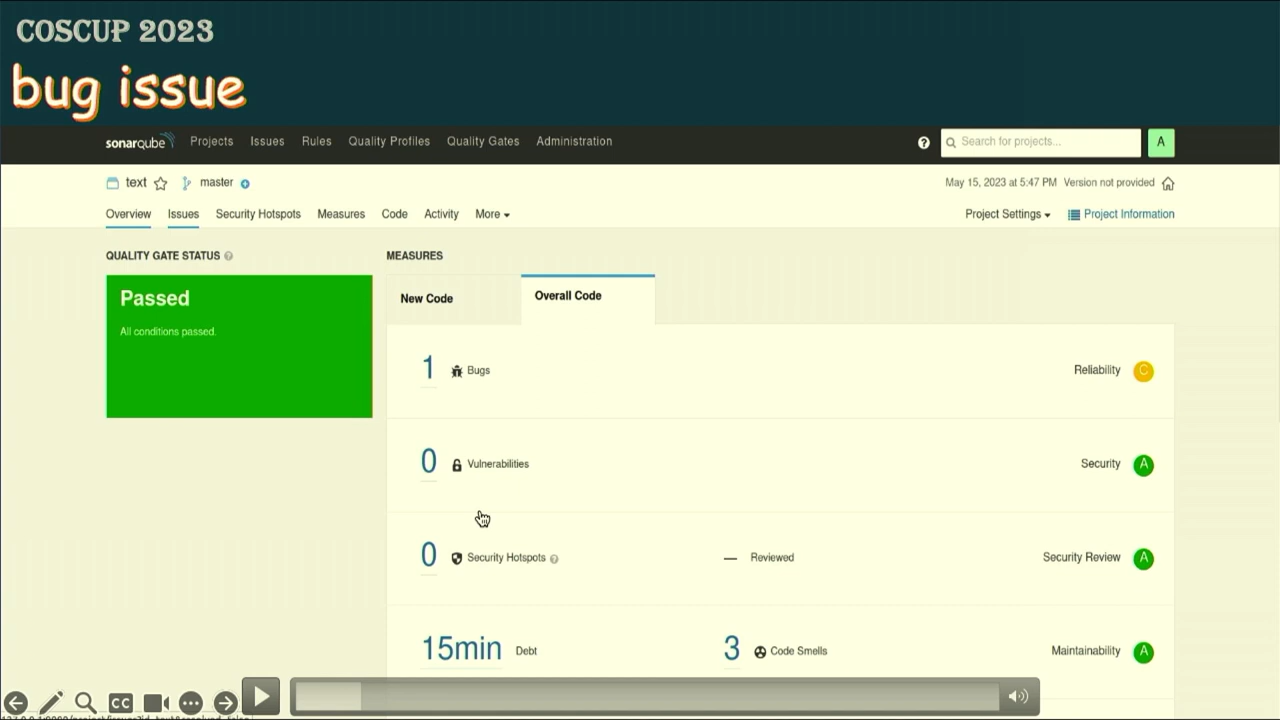 COSCUP 2023
bug issue
sonarqube Projects Issues Rules Quality Profiles Quality Gates Administration ? Search for projects... A
text master May 15, 2023 at 5:47 PM Version not provided
Overview Issues Security Hotspots Measures Code Activity More Project Settings Project Information
QUALITY GATE STATUS ? MEASURES
Passed
All conditions passed.
New Code Overall Code
1 Bugs Reliability C
0 Vulnerabilities Security A
0 Security Hotspots ? Reviewed Security Review A
15min Debt 3 Code Smells Maintainability A
CC